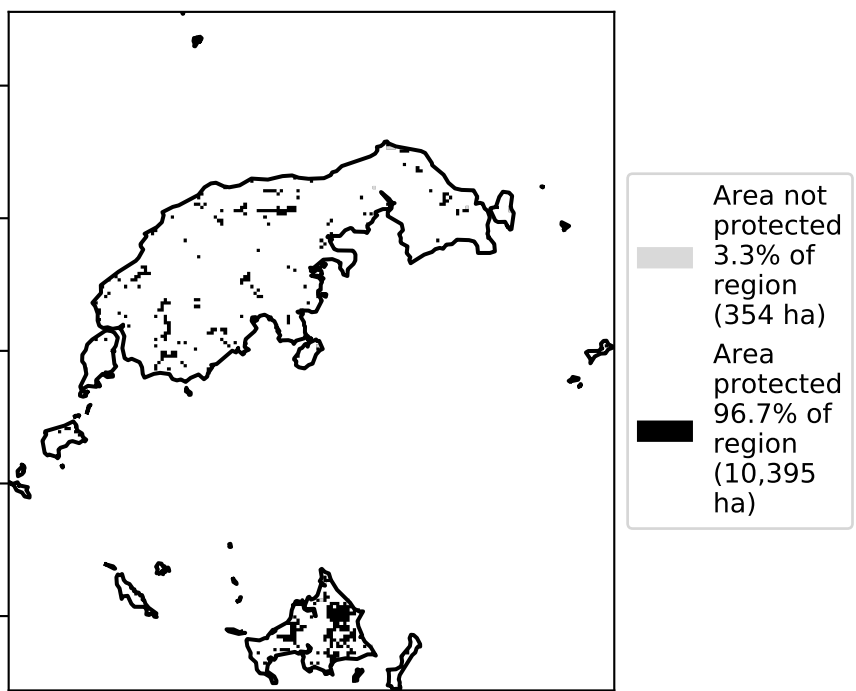 Area not
protected
3.3% of
region
(354 ha)
Area
protected
96.7% of
region
(10,395
ha)